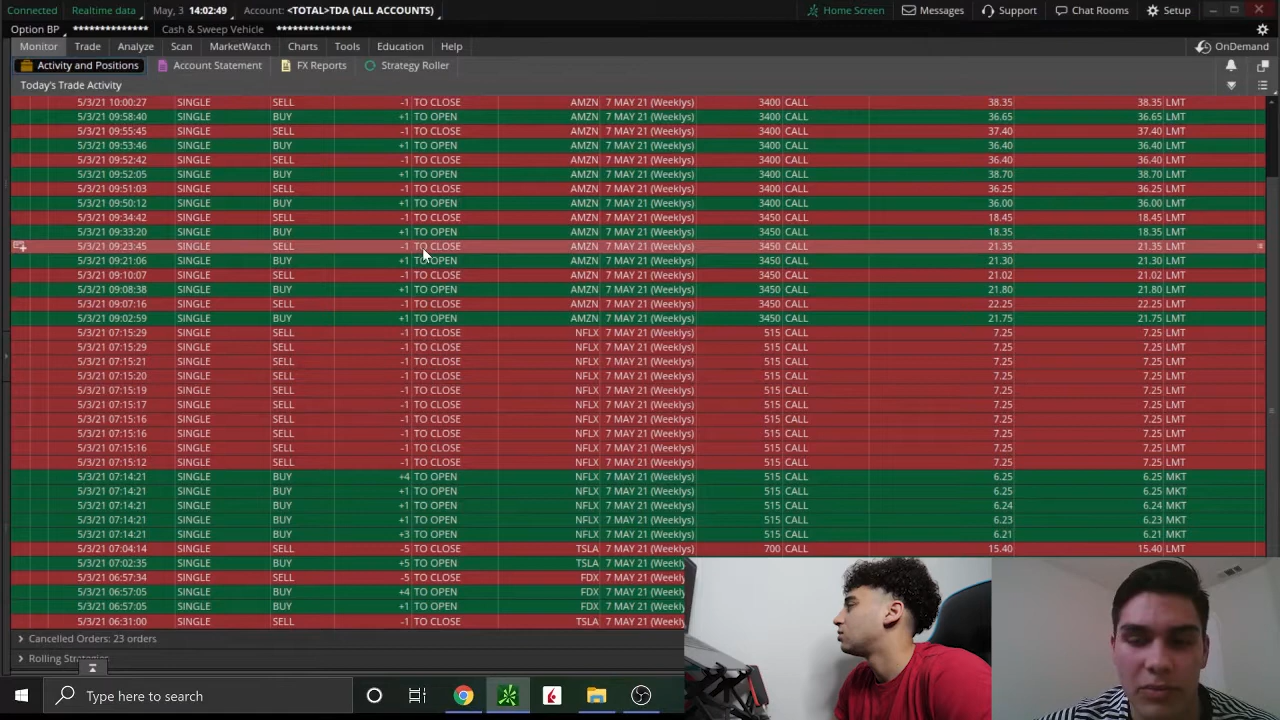 Connected Realtime data May, 3 14:02:49 Account: <TOTAL>TDA (ALL ACCOUNTS) Home Screen Messages Support Chat Rooms Setup
Option BP ************** Cash & Sweep Vehicle **************
Monitor Trade Analyze Scan MarketWatch Charts Tools Education Help OnDemand
Activity and Positions Account Statement FX Reports Strategy Roller
Today's Trade Activity
5/3/21 10:00:27 SINGLE SELL -1 TO CLOSE AMZN 7 MAY 21 (Weeklys) 3400 CALL 38.35 38.35 LMT
5/3/21 09:58:40 SINGLE BUY +1 TO OPEN AMZN 7 MAY 21 (Weeklys) 3400 CALL 36.65 36.65 LMT
5/3/21 09:55:45 SINGLE SELL -1 TO CLOSE AMZN 7 MAY 21 (Weeklys) 3400 CALL 37.40 37.40 LMT
5/3/21 09:53:46 SINGLE BUY +1 TO OPEN AMZN 7 MAY 21 (Weeklys) 3400 CALL 36.40 36.40 LMT
5/3/21 09:52:42 SINGLE SELL -1 TO CLOSE AMZN 7 MAY 21 (Weeklys) 3400 CALL 36.40 36.40 LMT
5/3/21 09:52:05 SINGLE BUY +1 TO OPEN AMZN 7 MAY 21 (Weeklys) 3400 CALL 38.70 38.70 LMT
5/3/21 09:51:03 SINGLE SELL -1 TO CLOSE AMZN 7 MAY 21 (Weeklys) 3400 CALL 36.25 36.25 LMT
5/3/21 09:50:12 SINGLE BUY +1 TO OPEN AMZN 7 MAY 21 (Weeklys) 3400 CALL 36.00 36.00 LMT
5/3/21 09:34:42 SINGLE SELL -1 TO CLOSE AMZN 7 MAY 21 (Weeklys) 3450 CALL 18.45 18.45 LMT
5/3/21 09:33:20 SINGLE BUY +1 TO OPEN AMZN 7 MAY 21 (Weeklys) 3450 CALL 18.35 18.35 LMT
5/3/21 09:23:45 SINGLE SELL -1 TO CLOSE AMZN 7 MAY 21 (Weeklys) 3450 CALL 21.35 21.35 LMT
5/3/21 09:21:06 SINGLE BUY +1 TO OPEN AMZN 7 MAY 21 (Weeklys) 3450 CALL 21.30 21.30 LMT
5/3/21 09:10:07 SINGLE SELL -1 TO CLOSE AMZN 7 MAY 21 (Weeklys) 3450 CALL 21.02 21.02 LMT
5/3/21 09:08:38 SINGLE BUY +1 TO OPEN AMZN 7 MAY 21 (Weeklys) 3450 CALL 21.80 21.80 LMT
5/3/21 09:07:16 SINGLE SELL -1 TO CLOSE AMZN 7 MAY 21 (Weeklys) 3450 CALL 22.25 22.25 LMT
5/3/21 09:02:59 SINGLE BUY +1 TO OPEN AMZN 7 MAY 21 (Weeklys) 3450 CALL 21.75 21.75 LMT
5/3/21 07:15:29 SINGLE SELL -1 TO CLOSE NFLX 7 MAY 21 (Weeklys) 515 CALL 7.25 7.25 LMT
5/3/21 07:15:29 SINGLE SELL -1 TO CLOSE NFLX 7 MAY 21 (Weeklys) 515 CALL 7.25 7.25 LMT
5/3/21 07:15:21 SINGLE SELL -1 TO CLOSE NFLX 7 MAY 21 (Weeklys) 515 CALL 7.25 7.25 LMT
5/3/21 07:15:20 SINGLE SELL -1 TO CLOSE NFLX 7 MAY 21 (Weeklys) 515 CALL 7.25 7.25 LMT
5/3/21 07:15:19 SINGLE SELL -1 TO CLOSE NFLX 7 MAY 21 (Weeklys) 515 CALL 7.25 7.25 LMT
5/3/21 07:15:17 SINGLE SELL -1 TO CLOSE NFLX 7 MAY 21 (Weeklys) 515 CALL 7.25 7.25 LMT
5/3/21 07:15:16 SINGLE SELL -1 TO CLOSE NFLX 7 MAY 21 (Weeklys) 515 CALL 7.25 7.25 LMT
5/3/21 07:15:16 SINGLE SELL -1 TO CLOSE NFLX 7 MAY 21 (Weeklys) 515 CALL 7.25 7.25 LMT
5/3/21 07:15:16 SINGLE SELL -1 TO CLOSE NFLX 7 MAY 21 (Weeklys) 515 CALL 7.25 7.25 LMT
5/3/21 07:15:12 SINGLE SELL -1 TO CLOSE NFLX 7 MAY 21 (Weeklys) 515 CALL 7.25 7.25 LMT
5/3/21 07:14:21 SINGLE BUY +4 TO OPEN NFLX 7 MAY 21 (Weeklys) 515 CALL 6.25 6.25 MKT
5/3/21 07:14:21 SINGLE BUY +1 TO OPEN NFLX 7 MAY 21 (Weeklys) 515 CALL 6.25 6.25 MKT
5/3/21 07:14:21 SINGLE BUY +1 TO OPEN NFLX 7 MAY 21 (Weeklys) 515 CALL 6.24 6.24 MKT
5/3/21 07:14:21 SINGLE BUY +1 TO OPEN NFLX 7 MAY 21 (Weeklys) 515 CALL 6.23 6.23 MKT
5/3/21 07:14:21 SINGLE BUY +3 TO OPEN NFLX 7 MAY 21 (Weeklys) 515 CALL 6.21 6.21 MKT
5/3/21 07:04:14 SINGLE SELL -5 TO CLOSE TSLA 7 MAY 21 (Weeklys) 700 CALL 15.40 15.40 LMT
5/3/21 07:02:35 SINGLE BUY +5 TO OPEN TSLA 7 MAY 21 (Weeklys
5/3/21 06:57:34 SINGLE SELL -5 TO CLOSE FDX 7 MAY 21 (Weeklys
5/3/21 06:57:05 SINGLE BUY +4 TO OPEN FDX 7 MAY 21 (Weeklys
5/3/21 06:57:05 SINGLE BUY +1 TO OPEN FDX 7 MAY 21 (Weeklys
5/3/21 06:31:00 SINGLE SELL -1 TO CLOSE TSLA 7 MAY 21 (Weeklys
Cancelled Orders: 23 orders
Rolling Strategies
Type here to search